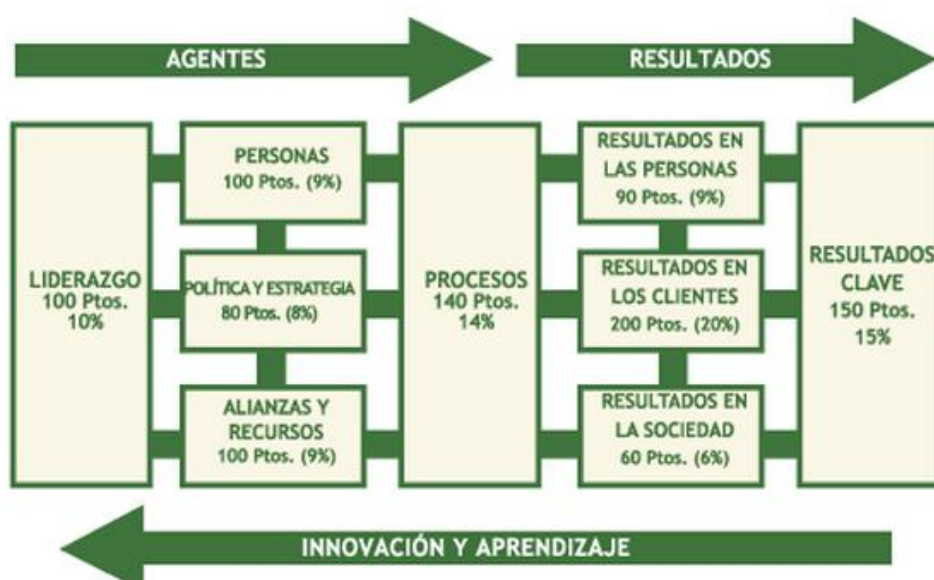 AGENTES
RESULTADOS
LIDERAZGO
100 Ptos.
10%
PERSONAS
100 Ptos. (9%)
POLÍTICA Y ESTRATEGIA
80 Ptos. (8%)
ALIANZAS Y
RECURSOS
100 Ptos. (9%)
PROCESOS
140 Ptos.
14%
RESULTADOS EN
LAS PERSONAS
90 Ptos. (9%)
RESULTADOS EN
LOS CLIENTES
200 Ptos. (20%)
RESULTADOS EN
LA SOCIEDAD
60 Ptos. (6%)
RESULTADOS
CLAVE
150 Ptos.
15%
INNOVACIÓN Y APRENDIZAJE